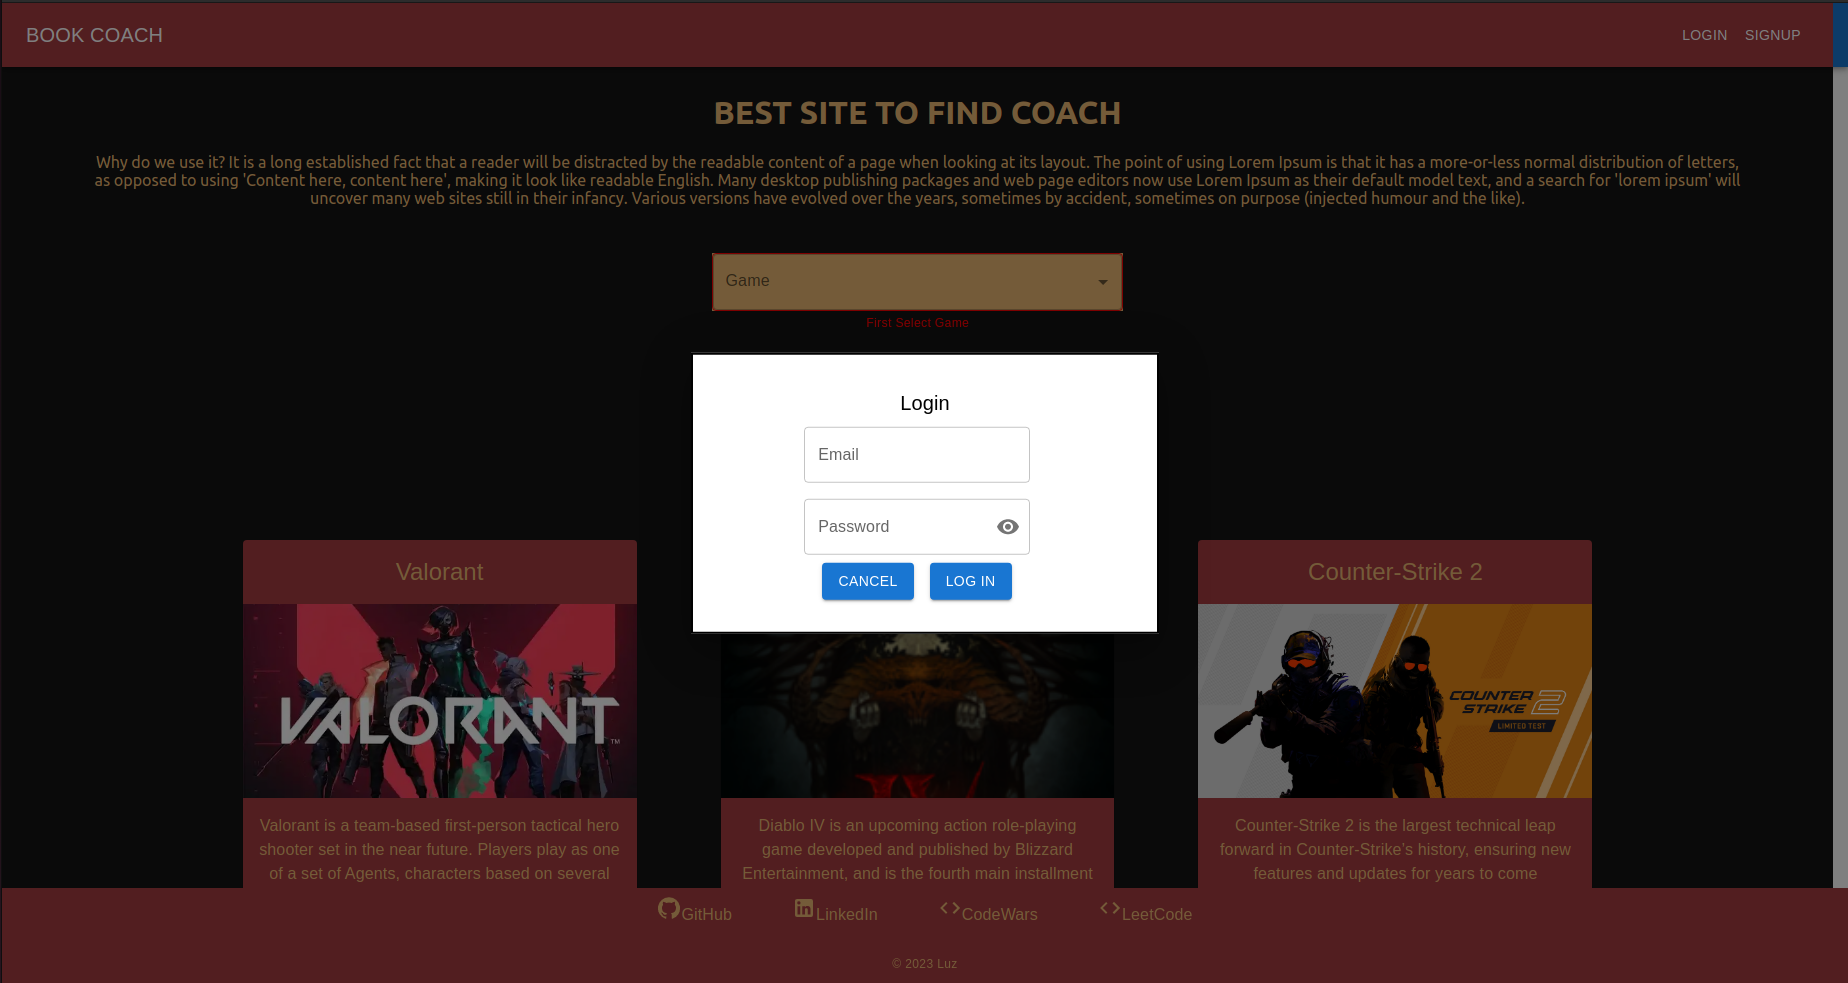 BOOK COACH
LOGIN SIGNUP
BEST SITE TO FIND COACH
Why do we use it? It is a long established fact that a reader will be distracted by the readable content of a page when looking at its layout. The point of using Lorem Ipsum is that it has a more-or-less normal distribution of letters,
as opposed to using 'Content here, content here', making it look like readable English. Many desktop publishing packages and web page editors now use Lorem Ipsum as their default model text, and a search for 'lorem ipsum' will
uncover many web sites still in their infancy. Various versions have evolved over the years, sometimes by accident, sometimes on purpose (injected humour and the like).
Game
First Select Game
Login
Email
Password
CANCEL LOG IN
Valorant
VALORANT™
Valorant is a team-based first-person tactical hero
shooter set in the near future. Players play as one
of a set of Agents, characters based on several
Diablo IV is an upcoming action role-playing
game developed and published by Blizzard
Entertainment, and is the fourth main installment
Counter-Strike 2
COUNTER
STRIKE 2
LIMITED TEST
Counter-Strike 2 is the largest technical leap
forward in Counter-Strike's history, ensuring new
features and updates for years to come
GitHub LinkedIn CodeWars LeetCode
© 2023 Luz